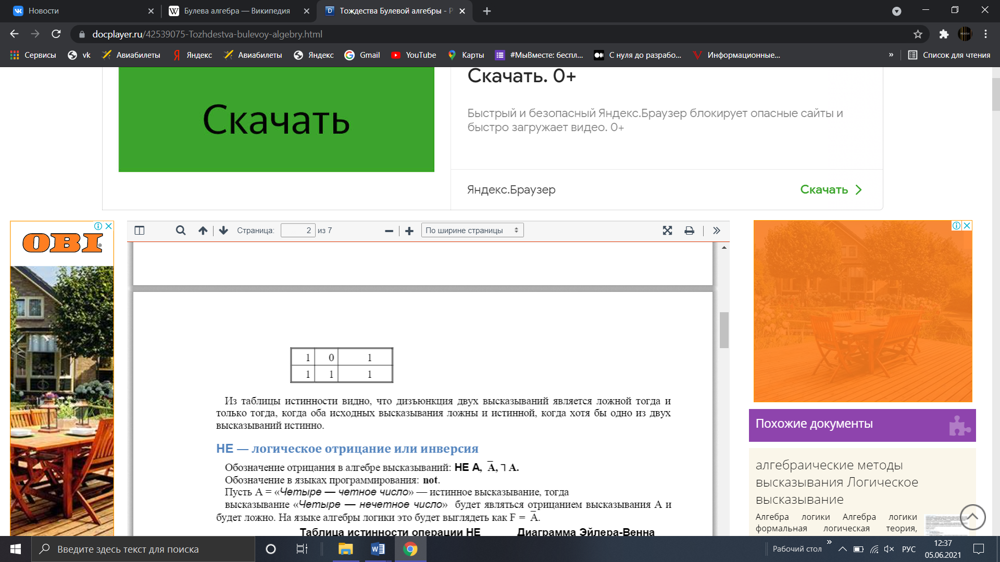 Новости
Булева алгебра — Википедия
Тождества Булевой алгебры - Р
docplayer.ru/42539075-Tozhdestva-bulevoy-algebry.html
Сервисы vk Авиабилеты Яндекс Авиабилеты Яндекс Gmail YouTube Карты #МыВместе: беспл... С нуля до разрабо... Информационные... » Список для чтения
Скачать
Скачать. 0+
Быстрый и безопасный Яндекс.Браузер блокирует опасные сайты и
быстро загружает видео. 0+
Яндекс.Браузер
Скачать
OBI
Страница: 2 из 7
По ширине страницы
1 0 1
1 1 1
Из таблицы истинности видно, что дизъюнкция двух высказываний является ложной тогда и
только тогда, когда оба исходных высказывания ложны и истинной, когда хотя бы одно из двух
высказываний истинно.
НЕ — логическое отрицание или инверсия
Обозначение отрицания в алгебре высказываний: НЕ А, A̅, ℸ А.
Обозначение в языках программирования: not.
Пусть А = «Четыре — четное число» — истинное высказывание, тогда
высказывание «Четыре — нечетное число» будет являться отрицанием высказывания А и
будет ложно. На языке алгебры логики это будет выглядеть как F = A̅.
Таблица истинности операции НЕ Диаграмма Эйлера-Венна
Похожие документы
алгебраические методы
высказывания Логическое
высказывание
Алгебра логики Алгебра логики
формальная логическая теория,
Введите здесь текст для поиска
Рабочий стол »
РУС
12:37
05.06.2021